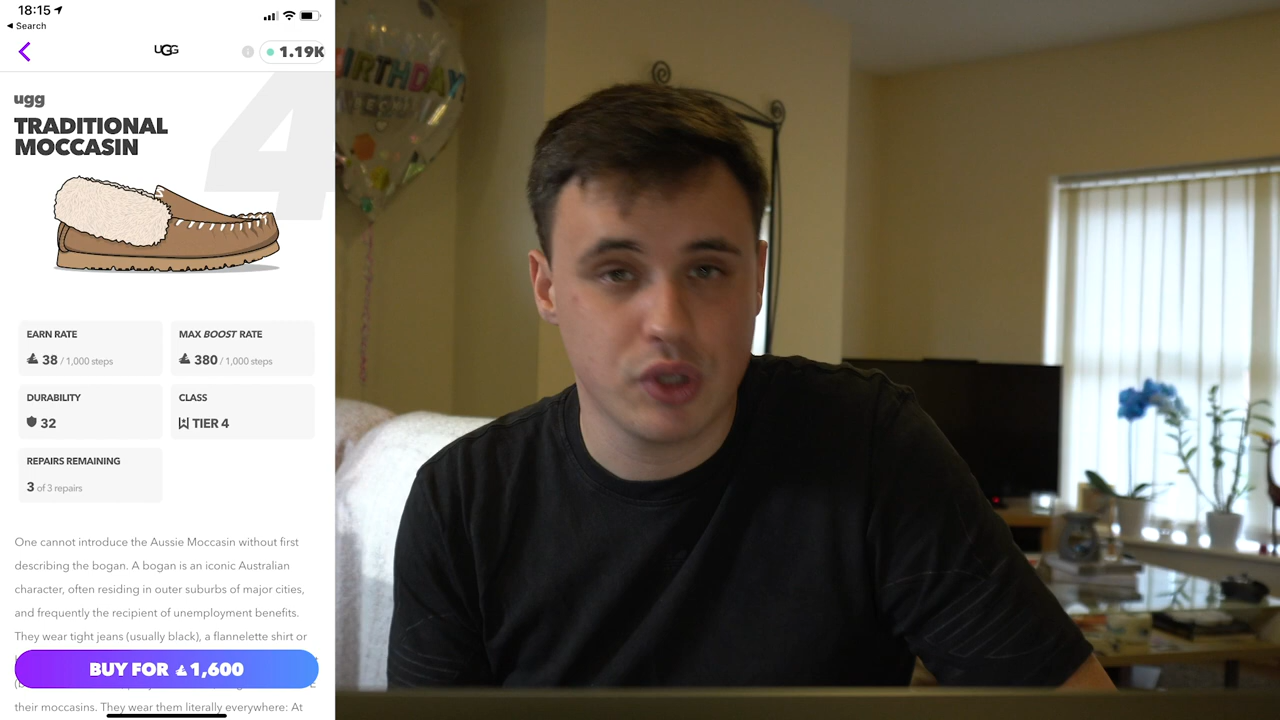 18:15
Search
UGG
1.19K
ugg
TRADITIONAL
MOCCASIN
4
EARN RATE
38 / 1,000 steps
MAX BOOST RATE
380 / 1,000 steps
DURABILITY
32
CLASS
TIER 4
REPAIRS REMAINING
3 of 3 repairs
One cannot introduce the Aussie Moccasin without first
describing the bogan. A bogan is an iconic Australian
character, often residing in outer suburbs of major cities,
and frequently the recipient of unemployment benefits.
They wear tight jeans (usually black), a flannelette shirt or
BUY FOR 1,600
their moccasins. They wear them literally everywhere: At
BIRTHDAY!